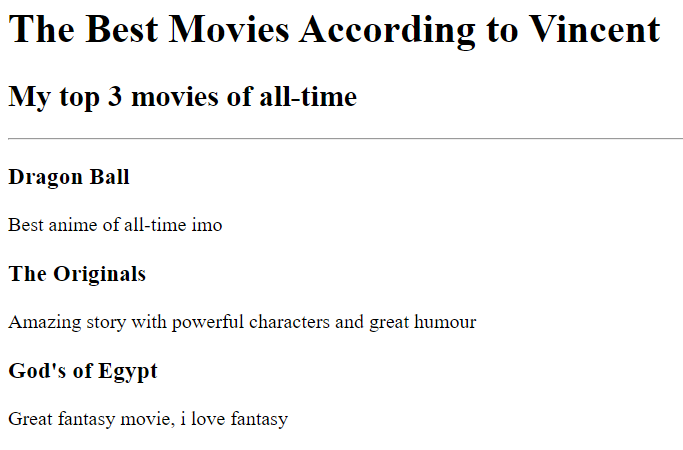 The Best Movies According to Vincent
My top 3 movies of all-time
Dragon Ball
Best anime of all-time imo
The Originals
Amazing story with powerful characters and great humour
God's of Egypt
Great fantasy movie, i love fantasy